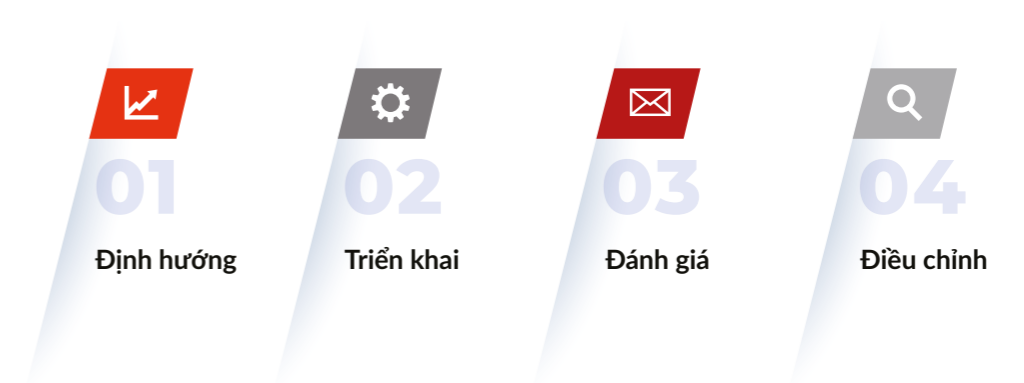 01
Định hướng
02
Triển khai
03
Đánh giá
04
Điều chỉnh